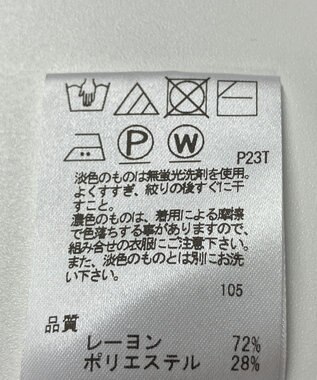 P
W
P23T
淡色のものは無蛍光洗剤を使用。
よくすすぎ、絞りの後すぐに干
すこと。
濃色のものは、着用による摩擦
で色落ちする事がありますので、
組み合せの衣服にご注意下さい。
また、淡色のものとは別にお洗
い下さい。
105
品質
レーヨン 72%
ポリエステル 28%